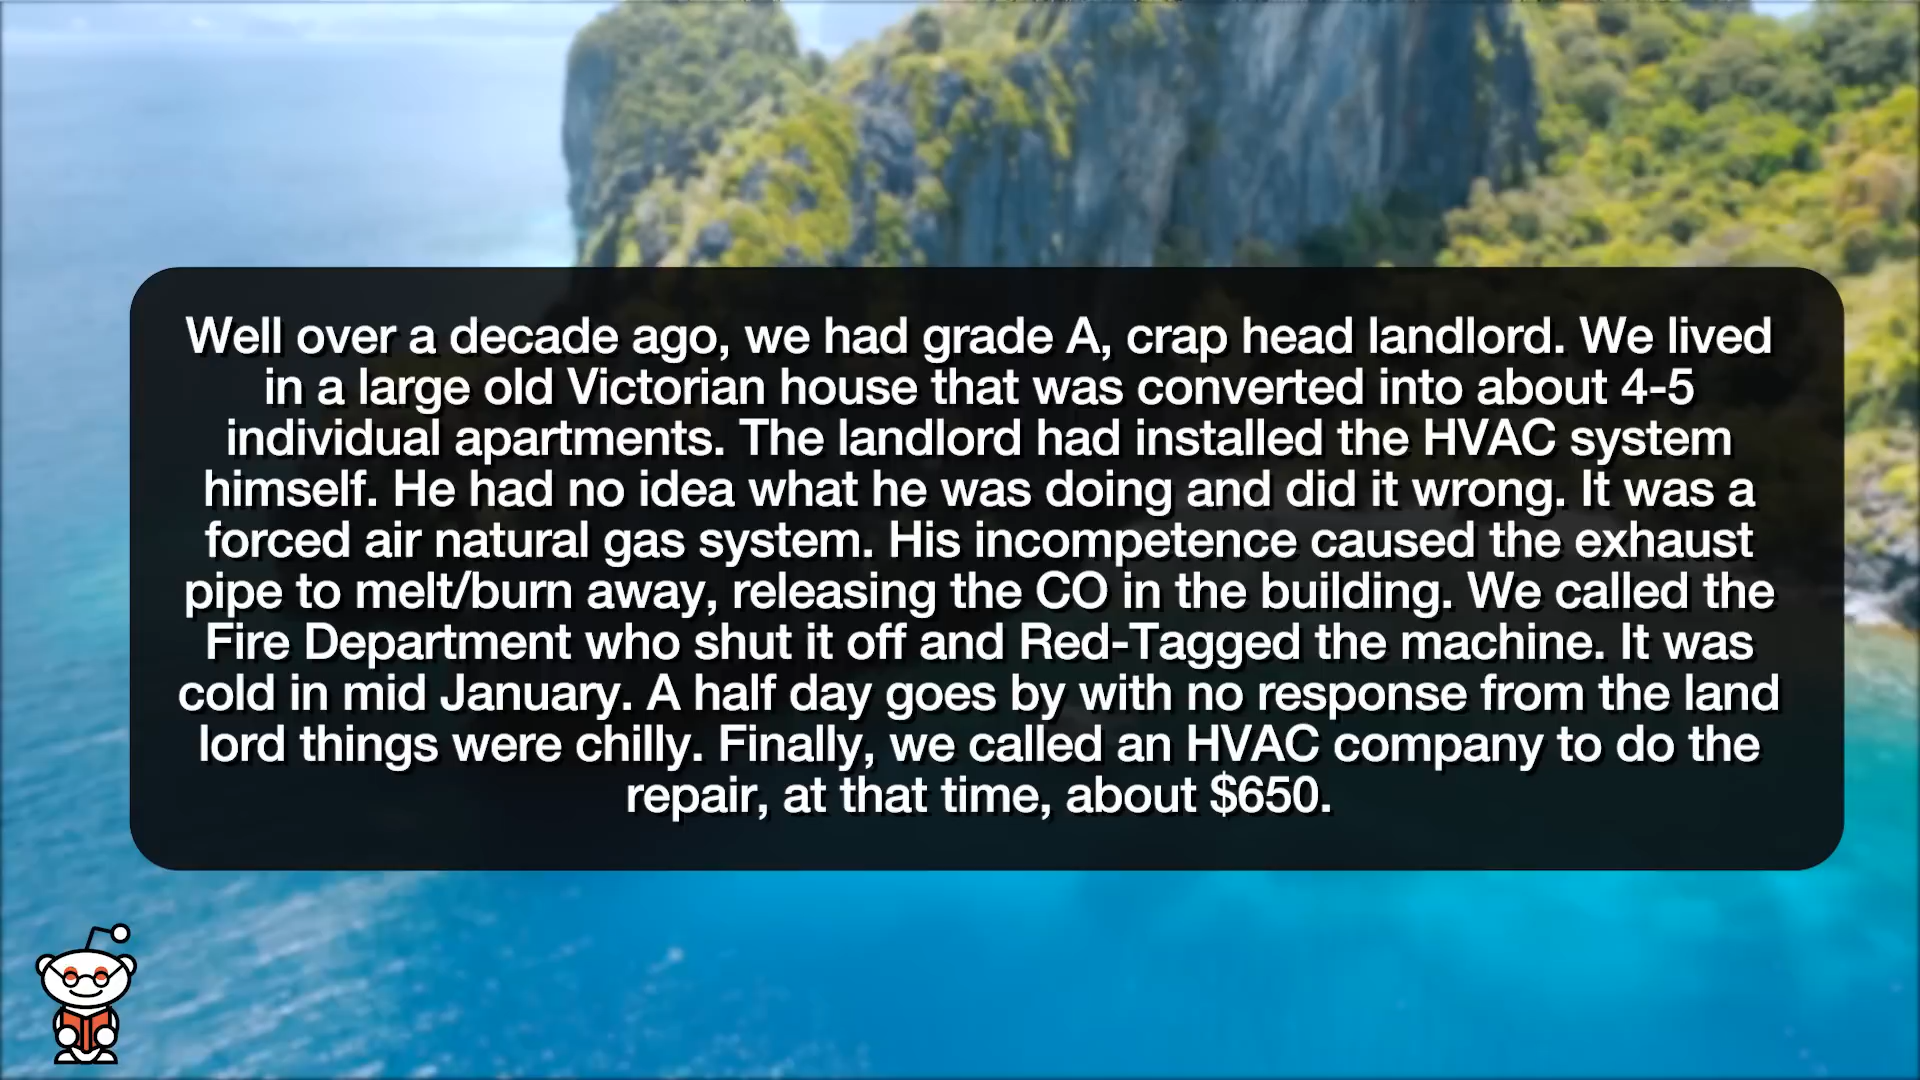 Well over a decade ago, we had grade A, crap head landlord. We lived
in a large old Victorian house that was converted into about 4-5
individual apartments. The landlord had installed the HVAC system
himself. He had no idea what he was doing and did it wrong. It was a
forced air natural gas system. His incompetence caused the exhaust
pipe to melt/burn away, releasing the CO in the building. We called the
Fire Department who shut it off and Red-Tagged the machine. It was
cold in mid January. A half day goes by with no response from the land
lord things were chilly. Finally, we called an HVAC company to do the
repair, at that time, about $650.